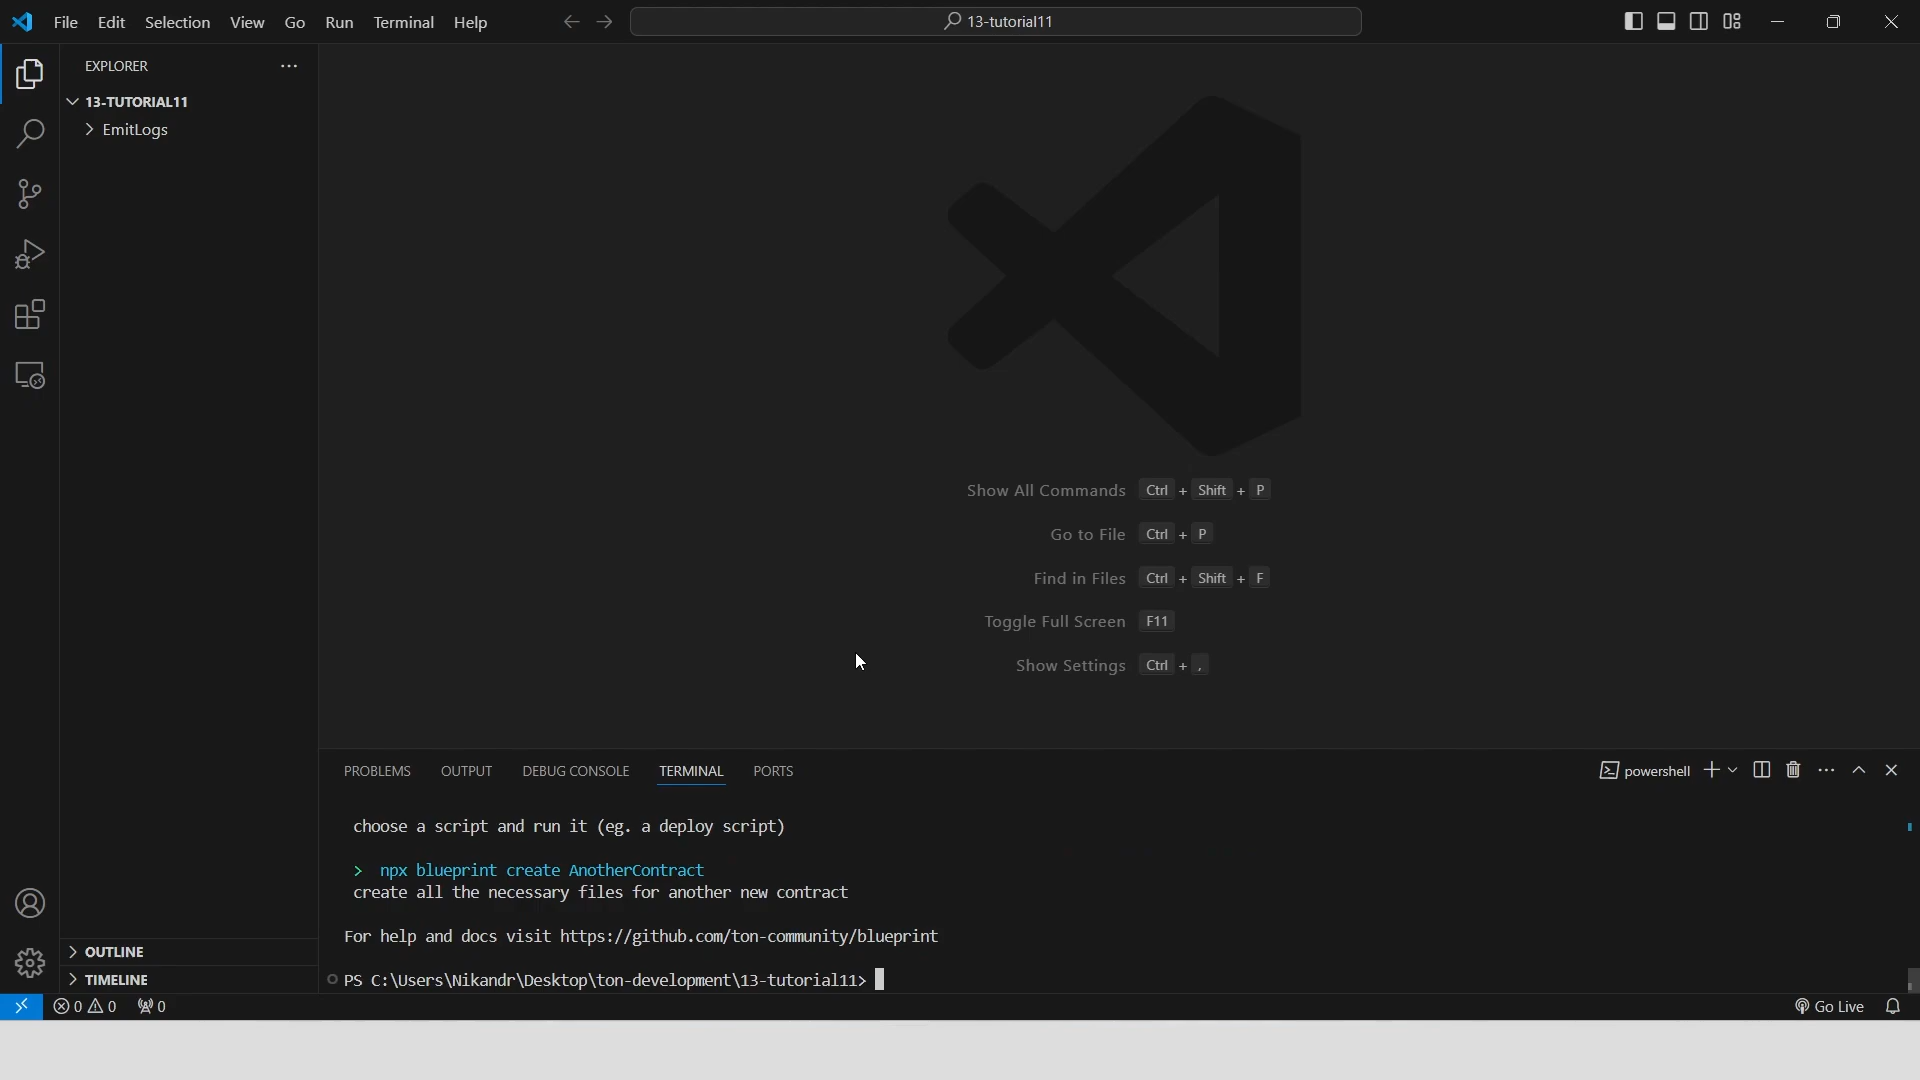 File Edit Selection View Go Run Terminal Help
13-tutorial11
EXPLORER
13-TUTORIAL11
EmitLogs
Show All Commands Ctrl + Shift + P
Go to File Ctrl + P
Find in Files Ctrl + Shift + F
Toggle Full Screen F11
Show Settings Ctrl + ,
PROBLEMS OUTPUT DEBUG CONSOLE TERMINAL PORTS
powershell
choose a script and run it (eg. a deploy script)
> npx blueprint create AnotherContract
create all the necessary files for another new contract
For help and docs visit https://github.com/ton-community/blueprint
PS C:\Users\Nikandr\Desktop\ton-development\13-tutorial11>
OUTLINE
TIMELINE
0 0 0
Go Live